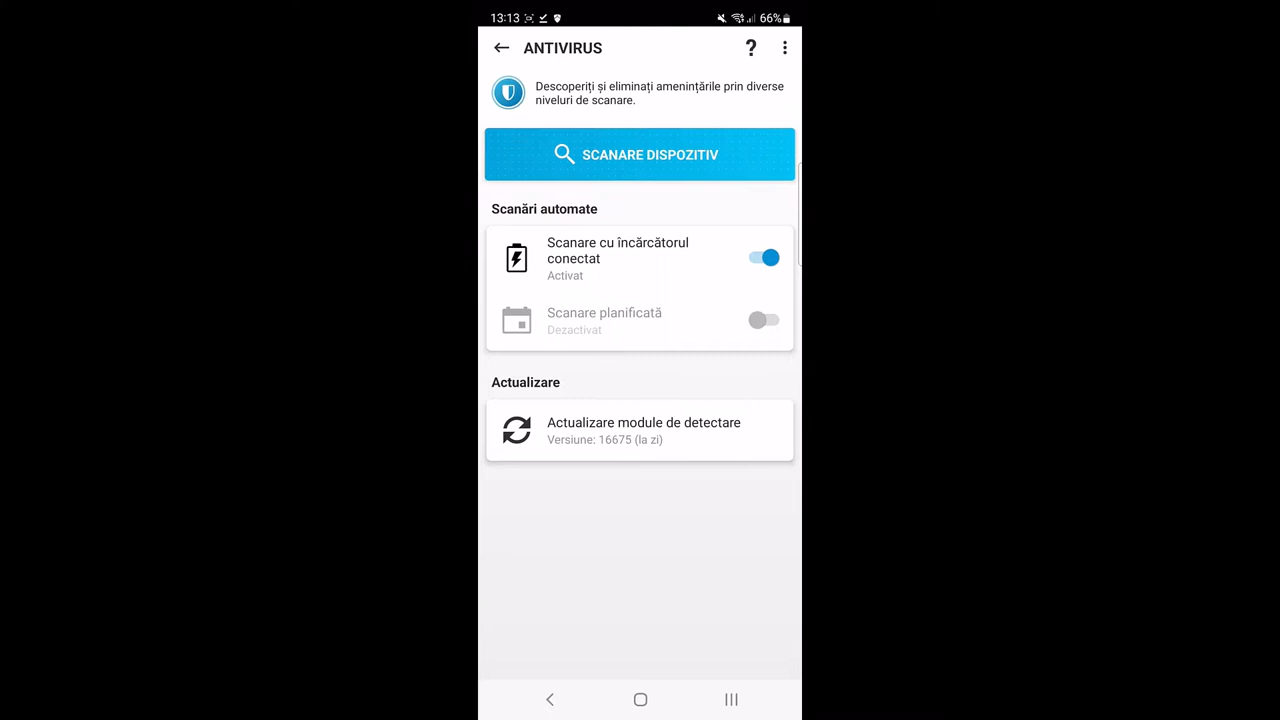 13:13
66%
ANTIVIRUS
?
Descoperiți și eliminați amenințările prin diverse
niveluri de scanare.
SCANARE DISPOZITIV
Scanări automate
Scanare cu încărcătorul
conectat
Activat
Scanare planificată
Dezactivat
Actualizare
Actualizare module de detectare
Versiune: 16675 (la zi)